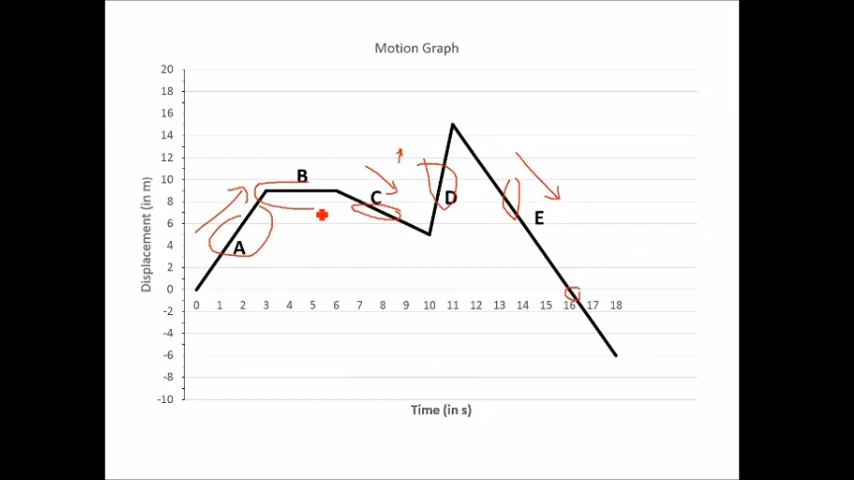 Motion Graph
20
18
16
14
12
10
8
6
4
2
0
-2
-4
-6
-8
-10
Displacement (in m)
A
B
C
D
E
0 1 2 3 4 5 6 7 8 9 10 11 12 13 14 15 16 17 18
Time (in s)